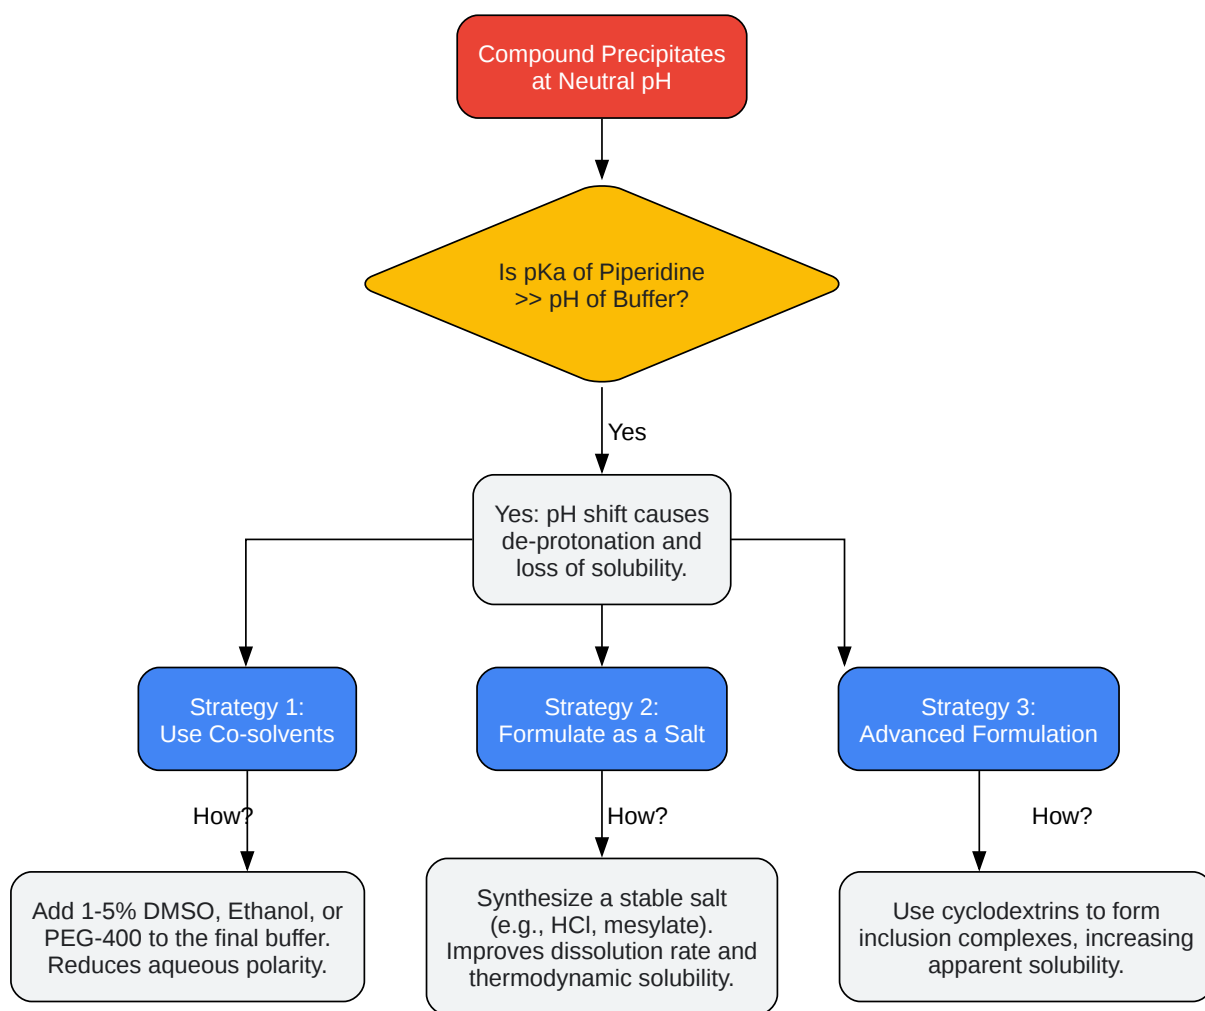 Compound Precipitates
at Neutral pH
Is pKa of Piperidine
>> pH of Buffer?
Yes
Yes: pH shift causes
de-protonation and
loss of solubility.
Strategy 1:
Use Co-solvents
Strategy 2:
Formulate as a Salt
Strategy 3:
Advanced Formulation
How?
How?
How?
Add 1-5% DMSO, Ethanol, or
PEG-400 to the final buffer.
Reduces aqueous polarity.
Synthesize a stable salt
(e.g., HCl, mesylate).
Improves dissolution rate and
thermodynamic solubility.
Use cyclodextrins to form
inclusion complexes, increasing
apparent solubility.